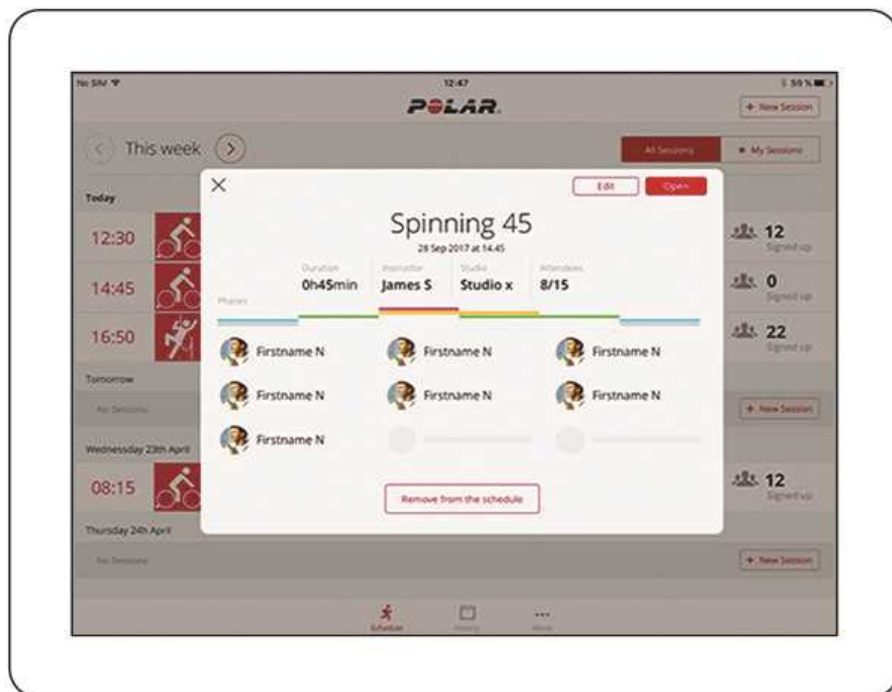 No SIM
12:47
59 %
POLAR
+ New Session
This week
All Sessions
My Sessions
Today
12:30
12
Signed up
14:45
0
Signed up
16:50
22
Signed up
Tomorrow
No Sessions
+ New Session
Wednesday 23th April
08:15
12
Signed up
Thursday 24h April
No Sessions
+ New Session
Edit
Open
Spinning 45
28 Sep 2017 at 14.45
Duration
0h45min
Instructor
James S
Studio
Studio x
Attendees
8/15
Phases
Firstname N
Firstname N
Firstname N
Firstname N
Firstname N
Firstname N
Firstname N
Remove from the schedule
Schedule
History
More